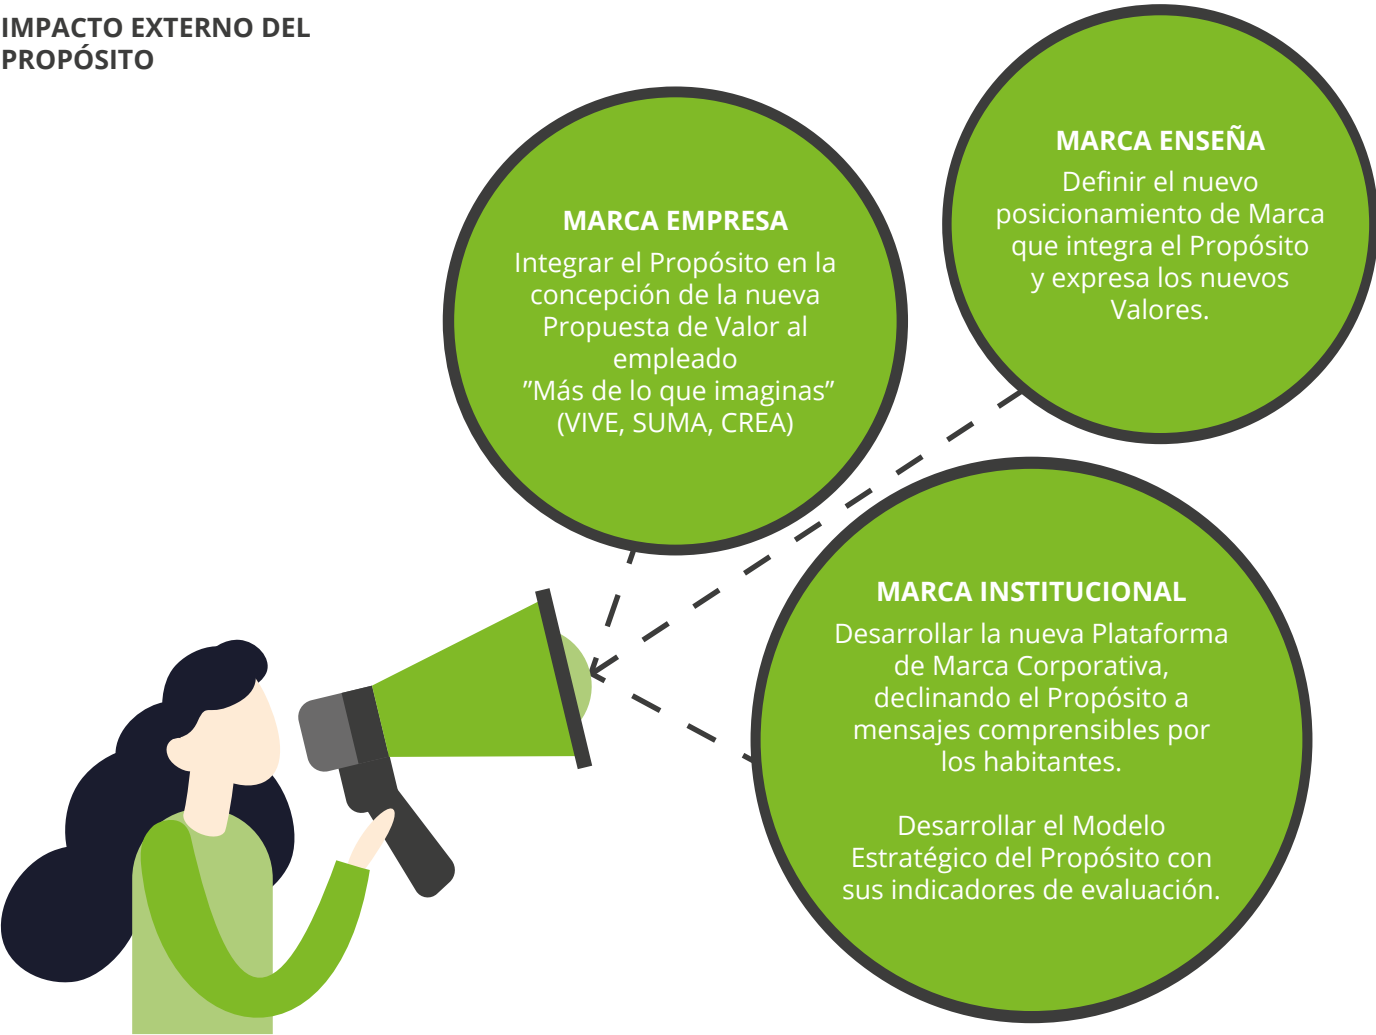 IMPACTO EXTERNO DEL
PROPÓSITO
MARCA EMPRESA
Integrar el Propósito en la
concepción de la nueva
Propuesta de Valor al
empleado
”Más de lo que imaginas”
(VIVE, SUMA, CREA)
MARCA ENSEÑA
Definir el nuevo
posicionamiento de Marca
que integra el Propósito
y expresa los nuevos
Valores.
MARCA INSTITUCIONAL
Desarrollar la nueva Plataforma
de Marca Corporativa,
declinando el Propósito a
mensajes comprensibles por
los habitantes.
Desarrollar el Modelo
Estratégico del Propósito con
sus indicadores de evaluación.